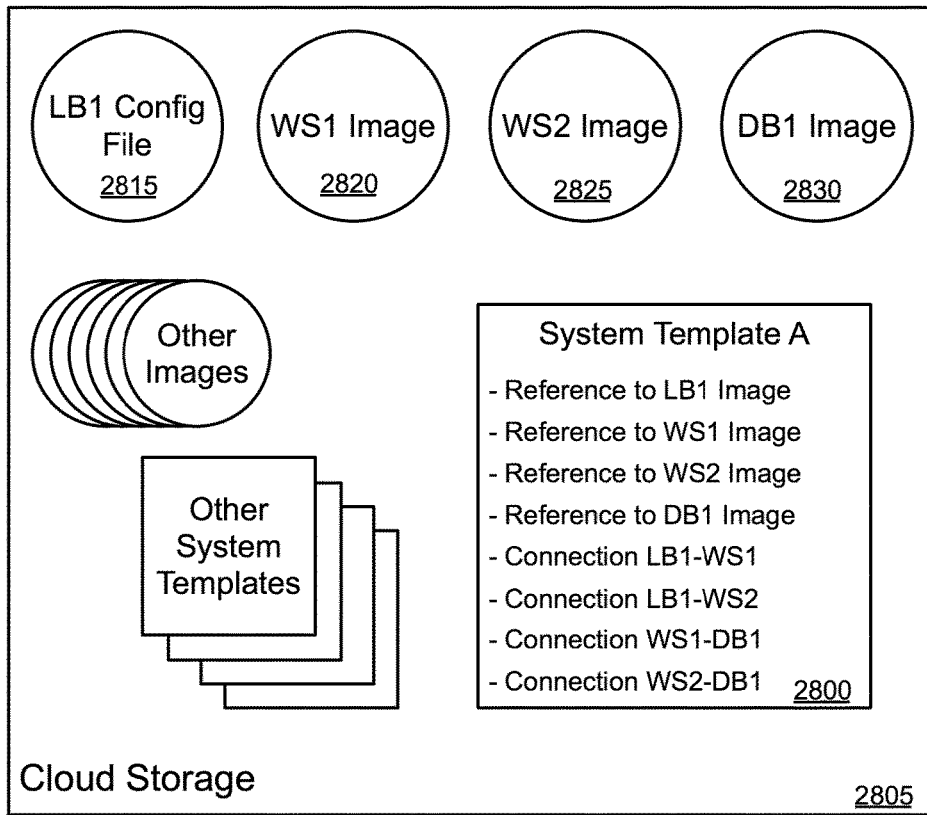 LB1 Config
File
2815
WS1 Image
2820
WS2 Image
2825
DB1 Image
2830
Other
Images
Other
System
Templates
System Template A
- Reference to LB1 Image
- Reference to WS1 Image
- Reference to WS2 Image
- Reference to DB1 Image
- Connection LB1-WS1
- Connection LB1-WS2
- Connection WS1-DB1
- Connection WS2-DB1
2800
Cloud Storage
2805